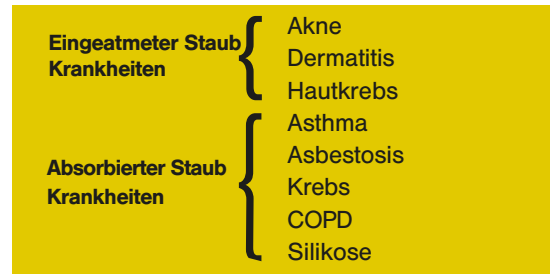 Eingeatmeter Staub
Krankheiten
Akne
Dermatitis
Hautkrebs
Absorbierter Staub
Krankheiten
Asthma
Asbestosis
Krebs
COPD
Silikose